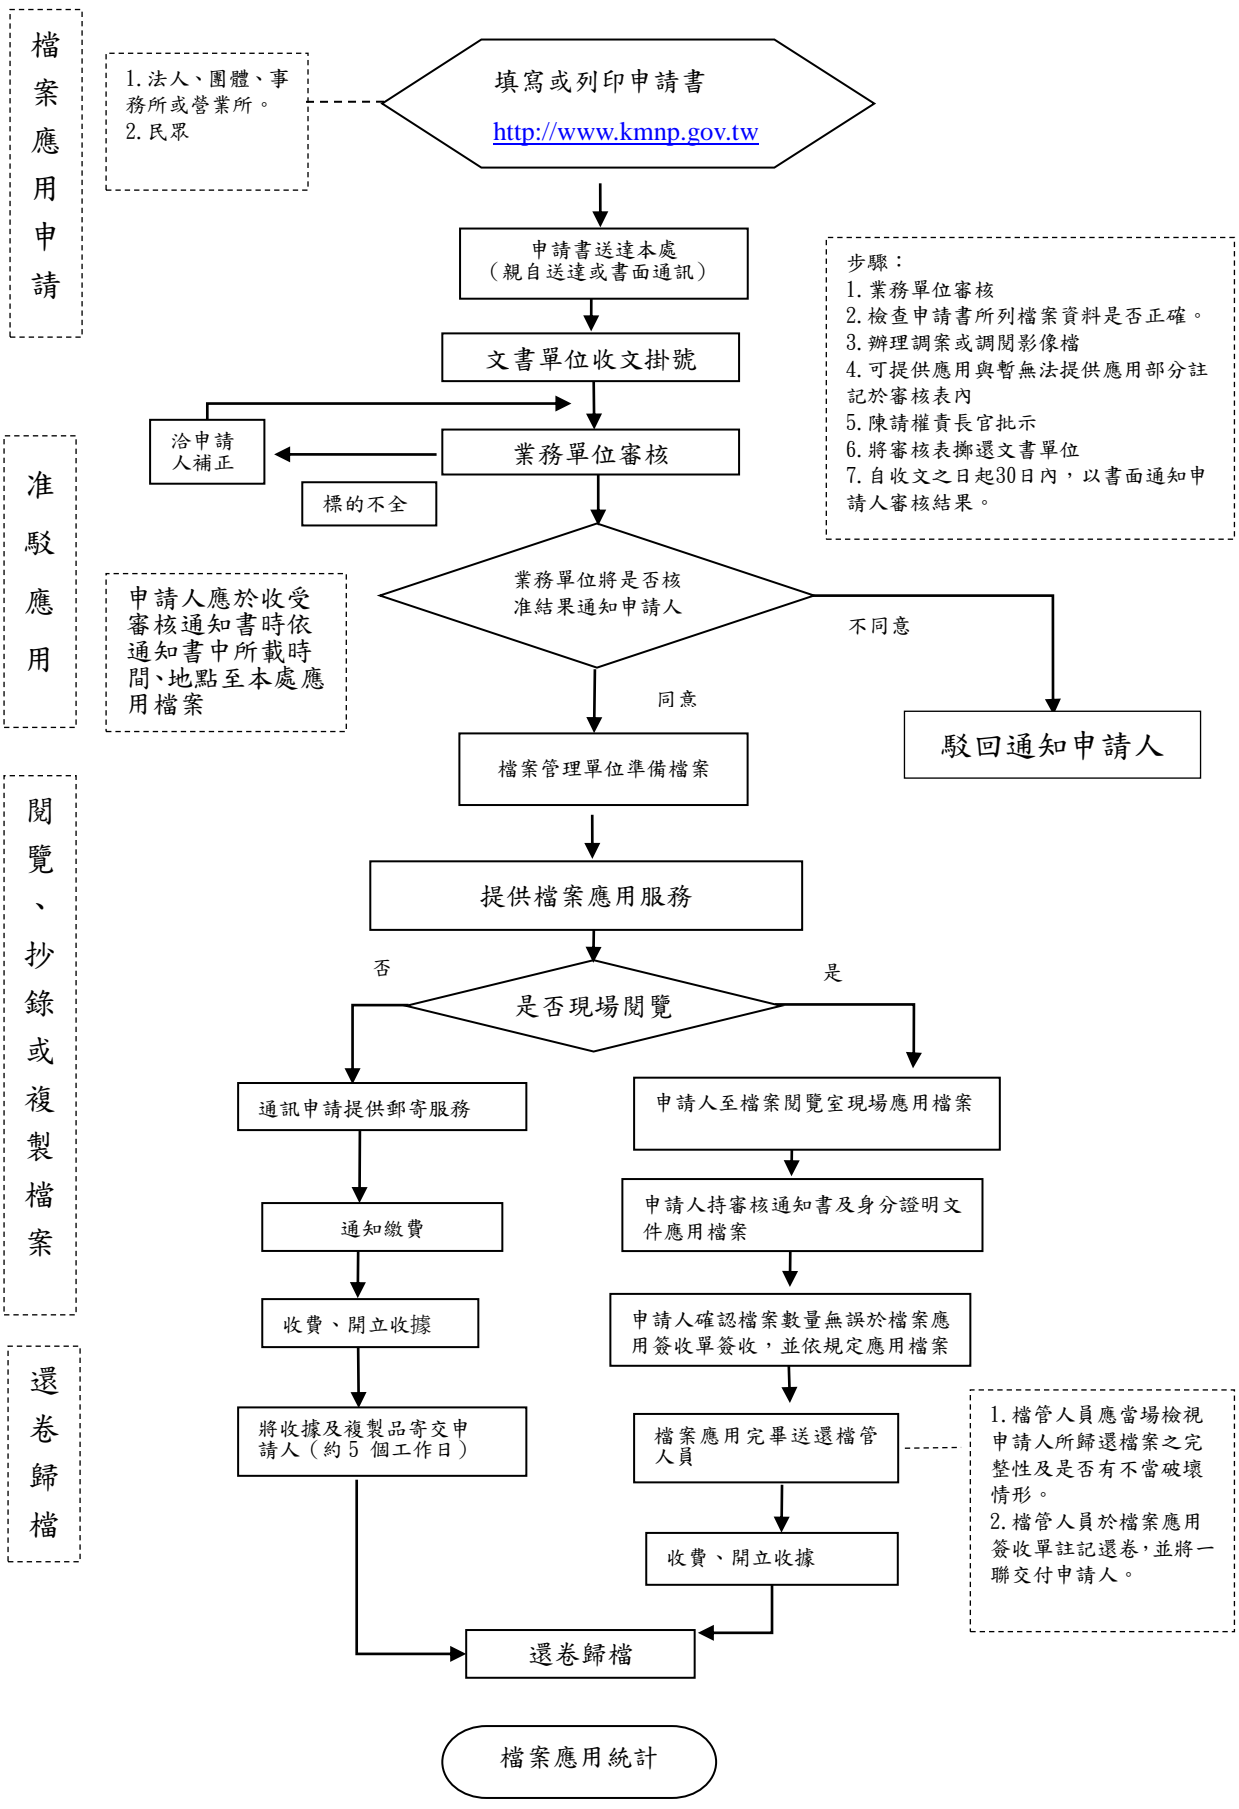 檔案應用申請
1.法人、團體、事
務所或營業所。
2.民眾
填寫或列印申請書
http://www.kmnp.gov.tw
申請書送達本處
（親自送達或書面通訊）
文書單位收文掛號
步驟：
1.業務單位審核
2.檢查申請書所列檔案資料是否正確。
3.辦理調案或調閱影像檔
4.可提供應用與暫無法提供應用部分註
記於審核表內
5.陳請權責長官批示
6.將審核表擲還文書單位
7.自收文之日起30日內，以書面通知申
請人審核結果。
准駁應用
洽申請
人補正
業務單位審核
標的不全
業務單位將是否核
准結果通知申請人
不同意
申請人應於收受
審核通知書時依
通知書中所載時
間、地點至本處應
用檔案
同意
駁回通知申請人
檔案管理單位準備檔案
閱覽、抄錄或複製檔案
提供檔案應用服務
否
是
是否現場閱覽
通訊申請提供郵寄服務
申請人至檔案閱覽室現場應用檔案
通知繳費
申請人持審核通知書及身分證明文
件應用檔案
收費、開立收據
申請人確認檔案數量無誤於檔案應
用簽收單簽收，並依規定應用檔案
還卷歸檔
將收據及複製品寄交申
請人（約 5 個工作日）
檔案應用完畢送還檔管
人員
1.檔管人員應當場檢視
申請人所歸還檔案之完
整性及是否有不當破壞
情形。
2.檔管人員於檔案應用
簽收單註記還卷，並將一
聯交付申請人。
收費、開立收據
還卷歸檔
檔案應用統計